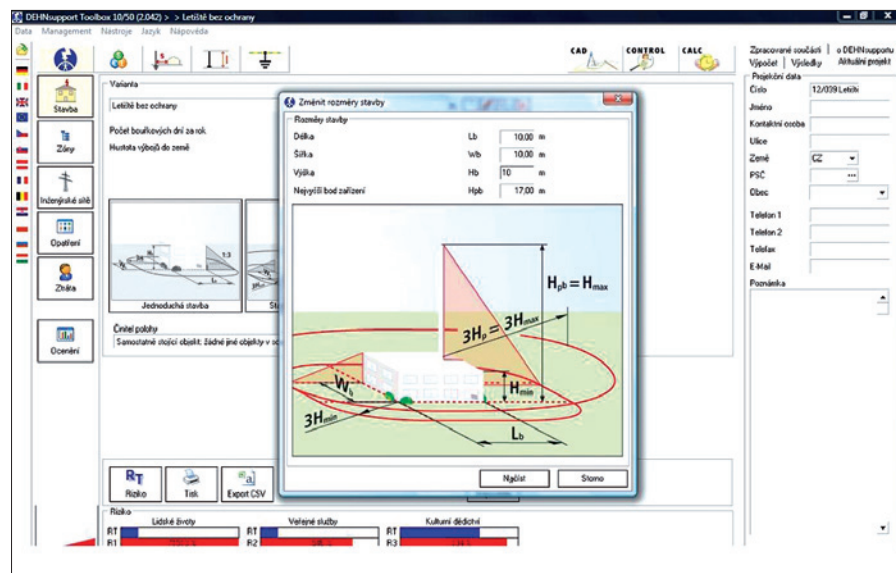 DEHNsupport Toolbox 10/50 (2.042) > > Letiště bez ochrany
Data Management Nástroje Jazyk Nápověda
CAD CONTROL CALC
Zpracované součásti o DEHNsupportu
Výpočet Výsledky Aktuální projekt
Stavba
Zóny
Inženýrské sítě
Opatření
Ztráta
Ocenění
Varianta
Letiště bez ochrany
Počet bouřkových dní za rok
Hustota výbojů do země
1:3
Jednoduchá stavba
Činitel polohy
Samostatně stojící objekt: žádné jiné objekty v
Změnit rozměry stavby
Rozměry stavby
Délka Lb 10.00 m
Šířka Wb 10.00 m
Výška Hb 10 m
Nejvyšší bod zařízení Hpb 17,00 m
Hpb = Hmax
3Hp = 3Hmax
Wb
Hmin
3Hmin
Lb
Načíst Storno
RT
Riziko Tisk Export CSV
Riziko
Lidské životy Veřejné služby Kulturní dědictví
RT RT RT
R1 R2 R3
Projekční data
Číslo 12/039 Letiště
Jméno
Kontaktní osoba
Ulice
Země CZ
PSČ ...
Obec
Telefon 1
Telefon 2
Telefax
E-Mail
Poznámka